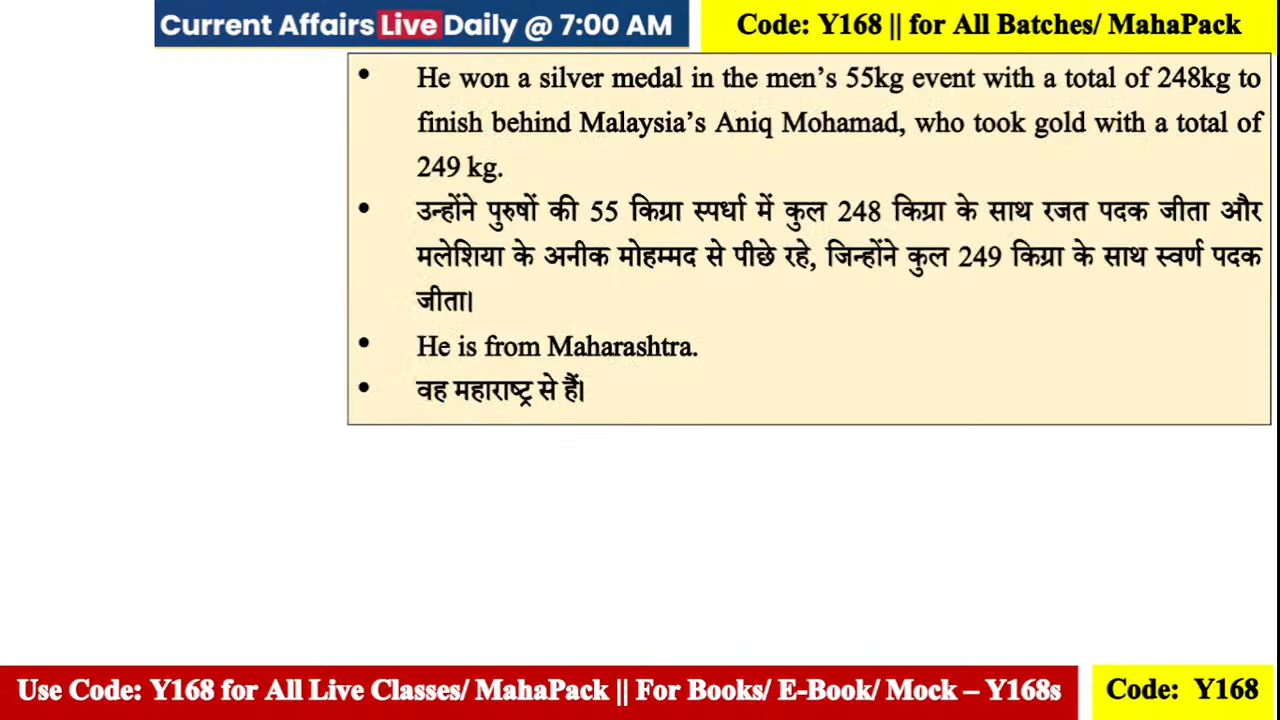 Current Affairs Live Daily @ 7:00 AM
Code: Y168 || for All Batches/ MahaPack
• He won a silver medal in the men’s 55kg event with a total of 248kg to
finish behind Malaysia’s Aniq Mohamad, who took gold with a total of
249 kg.
• उन्होंने पुरुषों की 55 किग्रा स्पर्धा में कुल 248 किग्रा के साथ रजत पदक जीता और
मलेशिया के अनीक मोहम्मद से पीछे रहे, जिन्होंने कुल 249 किग्रा के साथ स्वर्ण पदक
जीता।
• He is from Maharashtra.
• वह महाराष्ट्र से हैं।
Use Code: Y168 for All Live Classes/ MahaPack || For Books/ E-Book/ Mock – Y168s
Code: Y168